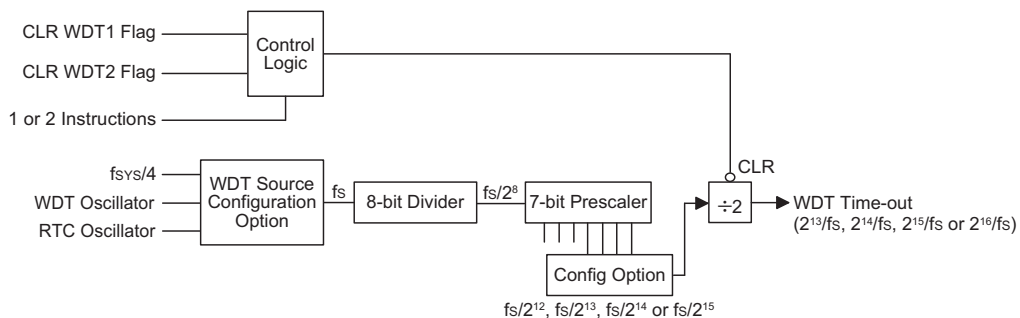 CLR WDT1 Flag
CLR WDT2 Flag
1 or 2 Instructions
Control
Logic
fSYS/4
WDT Oscillator
RTC Oscillator
WDT Source
Configuration
Option
fS
8-bit Divider
fS/2⁸
7-bit Prescaler
Config Option
fS/2¹², fS/2¹³, fS/2¹⁴ or fS/2¹⁵
CLR
÷2
WDT Time-out
(2¹³/fS, 2¹⁴/fS, 2¹⁵/fS or 2¹⁶/fS)